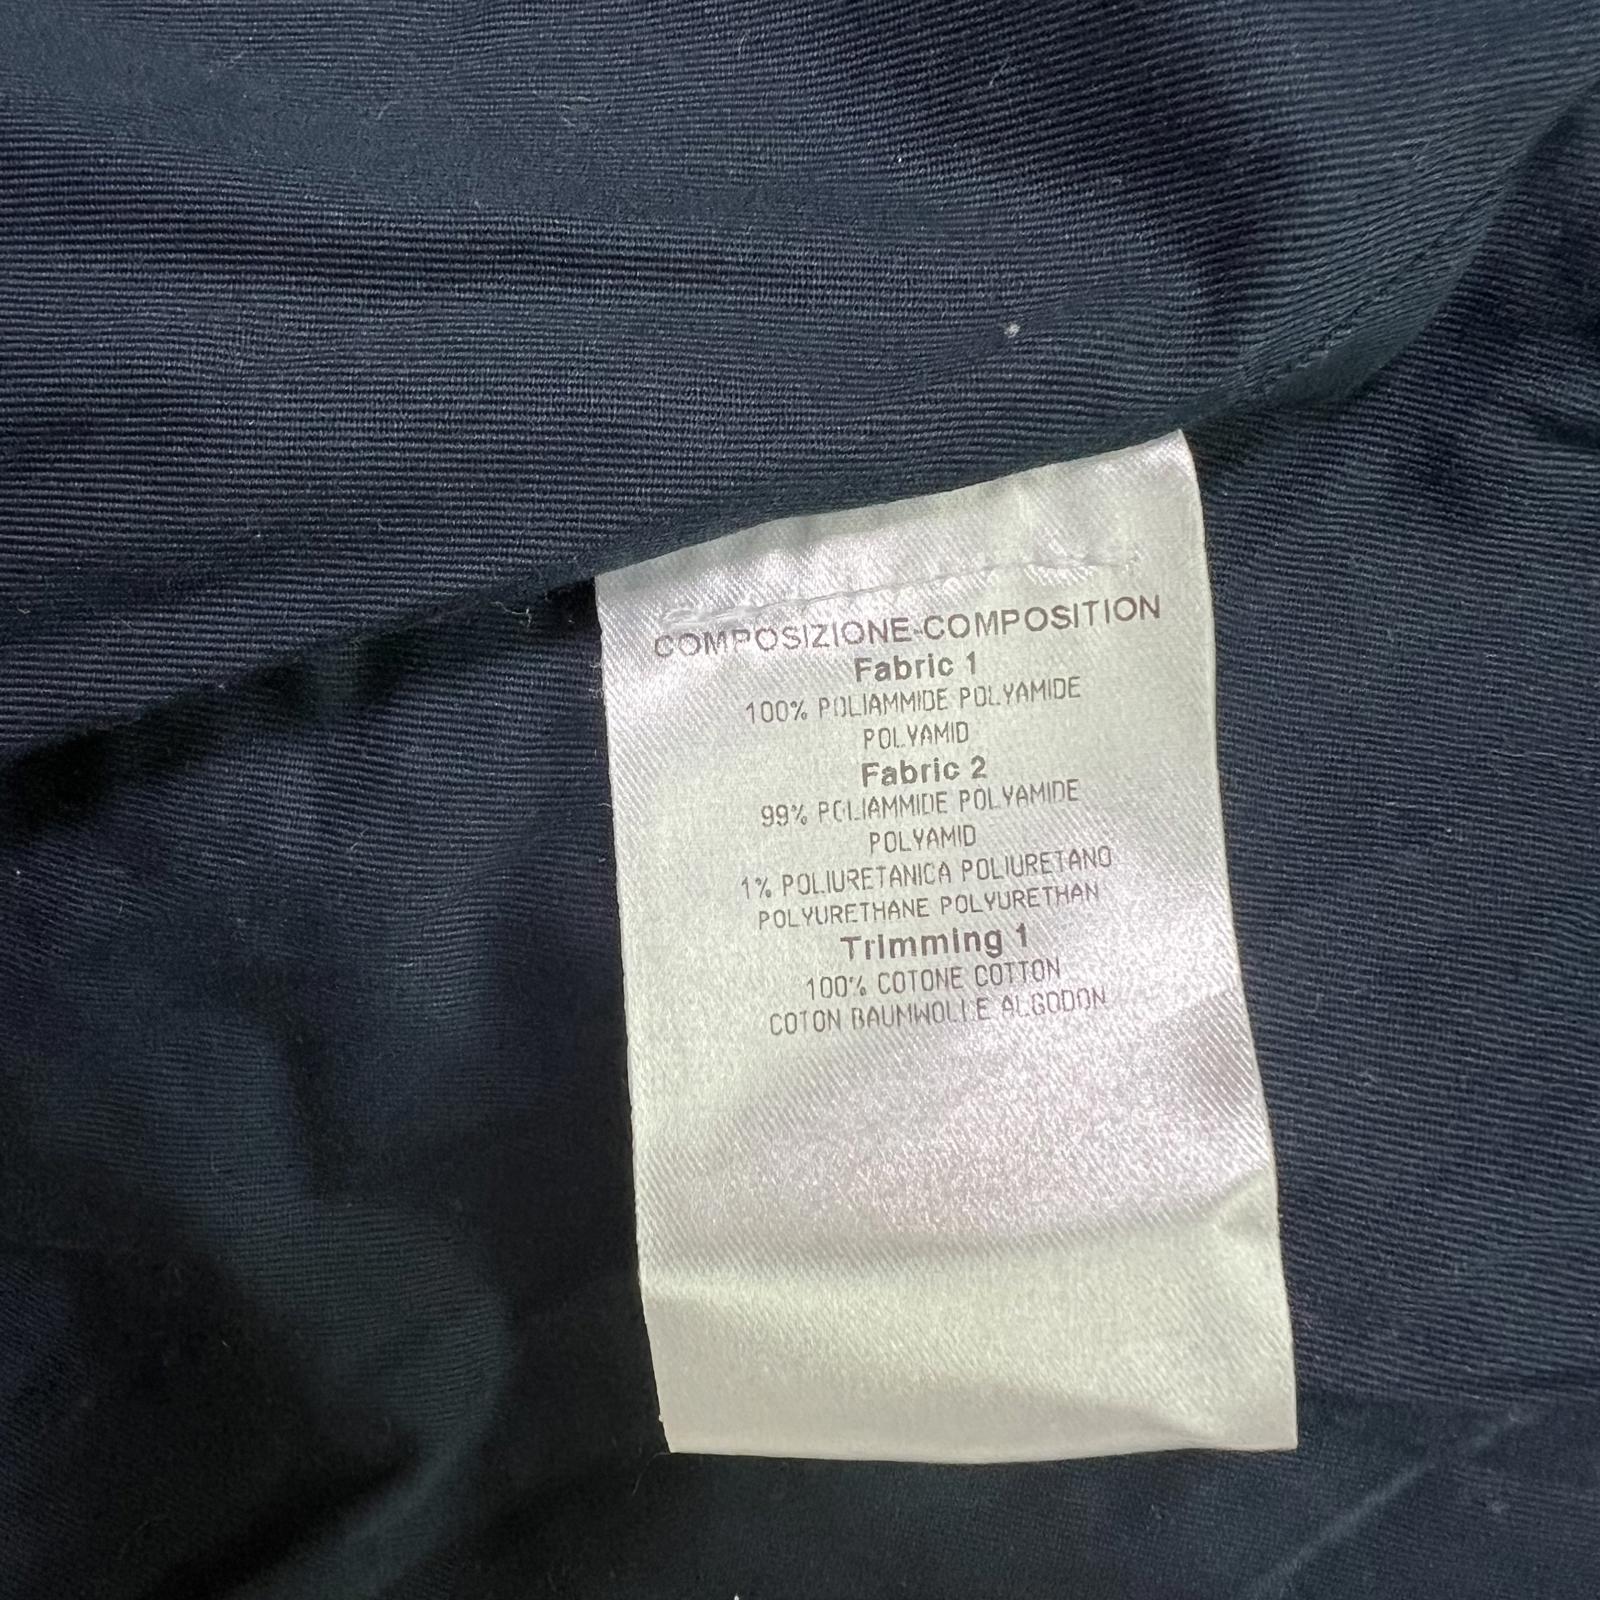 COMPOSIZIONE-COMPOSITION
Fabric 1
100% POLIAMMIDE POLYAMIDE
POLYAMID
Fabric 2
99% POLIAMMIDE POLYAMIDE
POLYAMID
1% POLIURETANICA POLIURETANO
POLYURETHANE POLYURETHAN
Trimming 1
100% COTONE COTTON
COTON BAUMWOLLE ALGODON